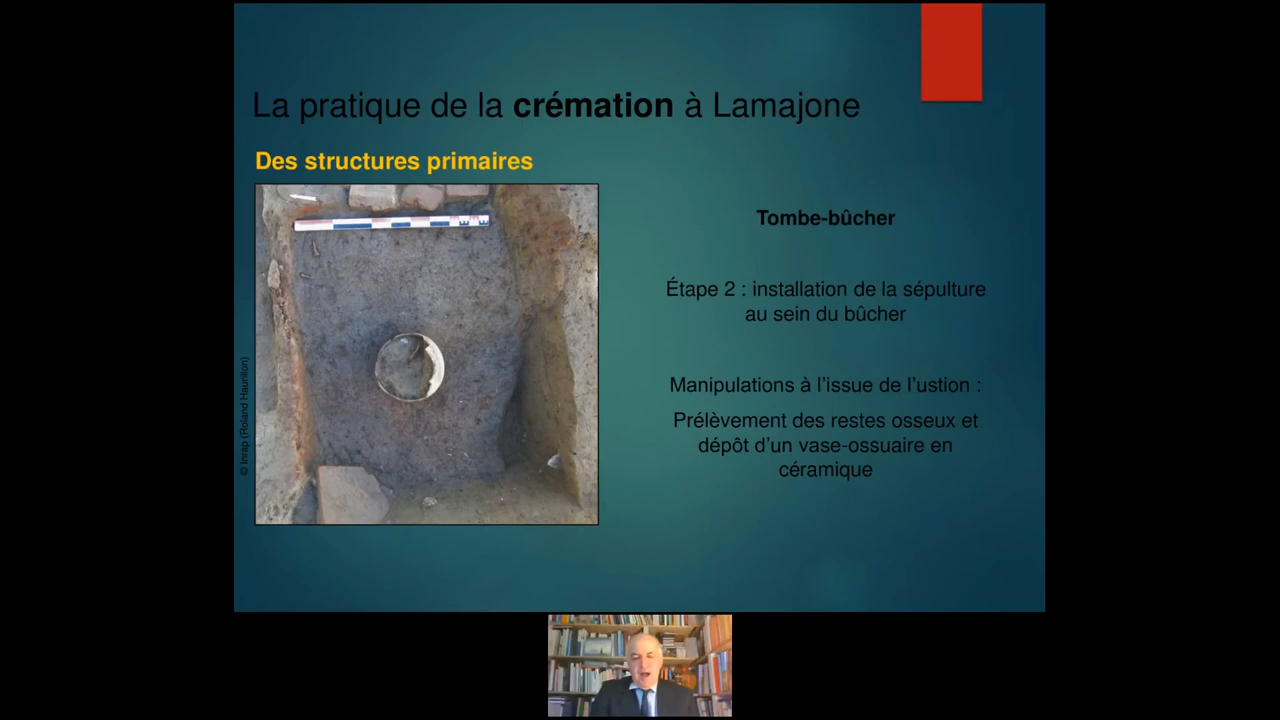 La pratique de la crémation à Lamajone
Des structures primaires
© Inrap (Roland Haurillon)
Tombe-bûcher
Étape 2 : installation de la sépulture
au sein du bûcher
Manipulations à l’issue de l’ustion :
Prélèvement des restes osseux et
dépôt d’un vase-ossuaire en
céramique